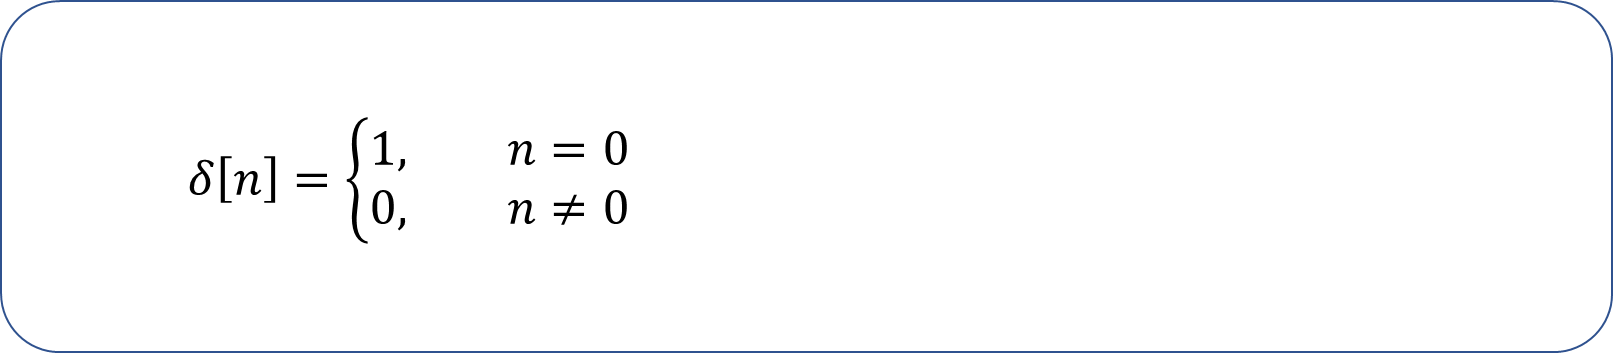 δ[n] = {1, n = 0
0, n ≠ 0